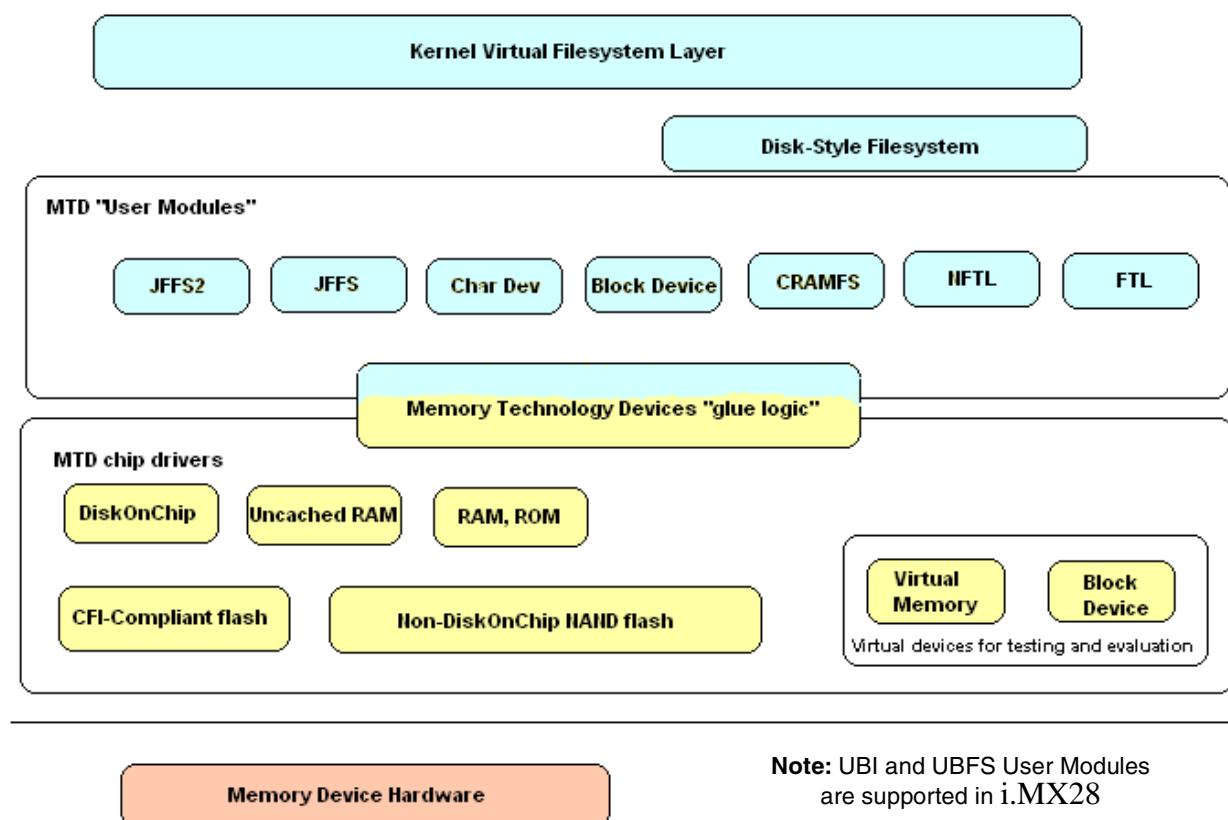 Kernel Virtual Filesystem Layer
Disk-Style Filesystem
MTD "User Modules"
JFFS2
JFFS
Char Dev
Block Device
CRAMFS
NFTL
FTL
Memory Technology Devices "glue logic"
MTD chip drivers
DiskOnChip
Uncached RAM
RAM, ROM
CFI-Compliant flash
Non-DiskOnChip NAND flash
Virtual
Memory
Block
Device
Virtual devices for testing and evaluation
Memory Device Hardware
Note: UBI and UBFS User Modules
are supported in i.MX28